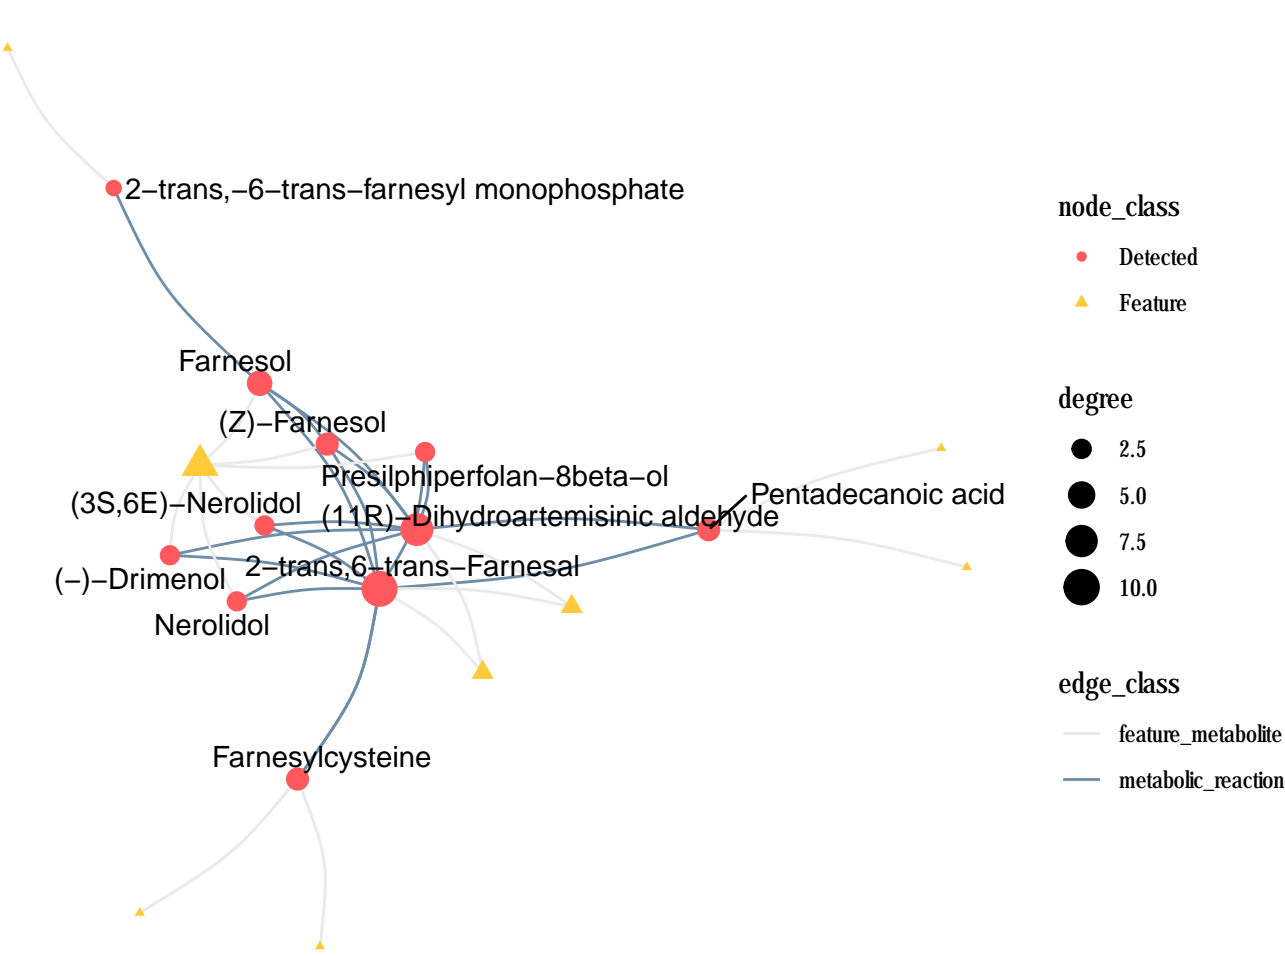 2−trans,−6−trans−farnesyl monophosphate
node_class
Detected
Feature
Farnesol
degree
(Z)−Farnesol
2.5
Presilphiperfolan−8beta−ol
Pentadecanoic acid
5.0
(3S,6E)−Nerolidol
(11R)−Dihydroartemisinic aldehyde
7.5
2−trans,6−trans−Farnesal
(−)−Drimenol
10.0
Nerolidol
edge_class
feature_metabolite
Farnesylcysteine
metabolic_reaction